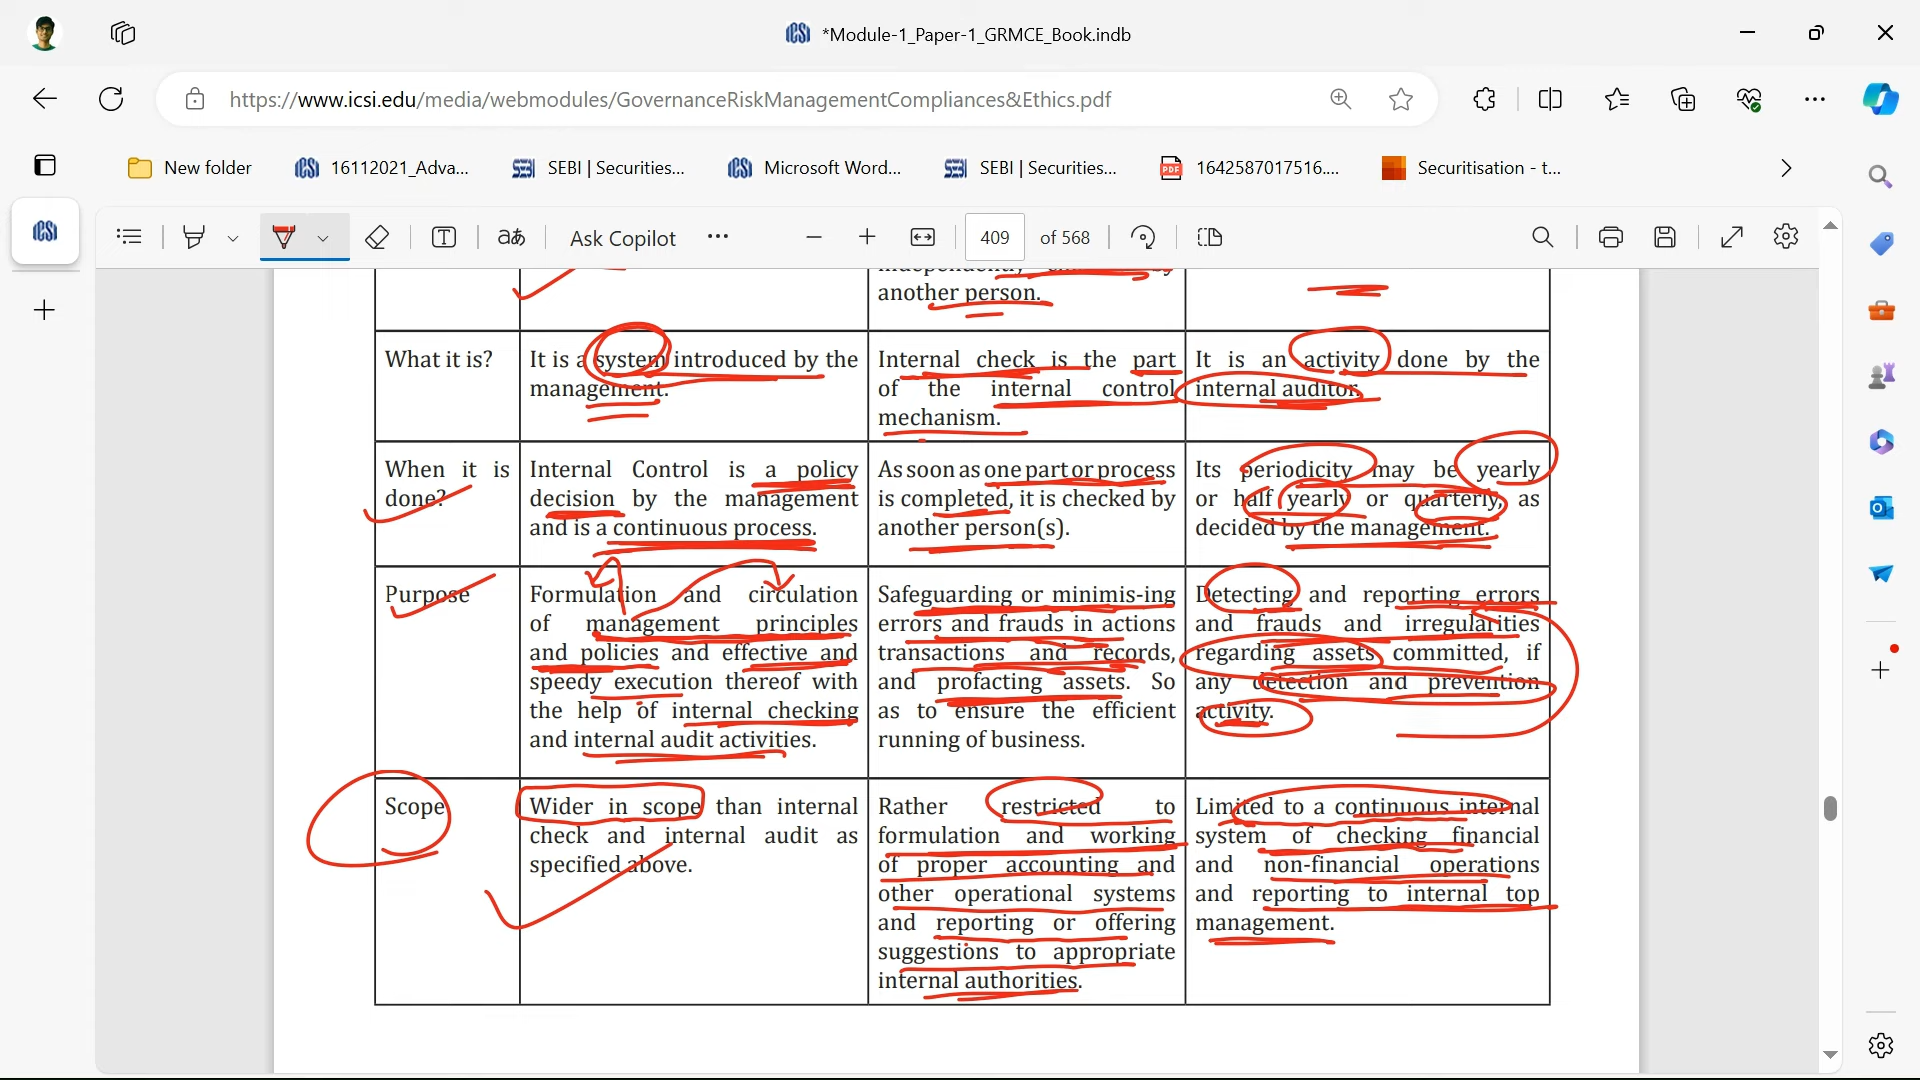 *Module-1_Paper-1_GRMCE_Book.indb
https://www.icsi.edu/media/webmodules/GovernanceRiskManagementCompliances&Ethics.pdf
New folder
16112021_Adva...
SEBI | Securities...
Microsoft Word...
SEBI | Securities...
1642587017516....
Securitisation - t...
Ask Copilot
409 of 568
another person.
What it is?
It is a system introduced by the
management.
Internal check is the part
of the internal control
mechanism.
It is an activity done by the
internal auditor.
When it is
done?
Internal Control is a policy
decision by the management
and is a continuous process.
As soon as one part or process
is completed, it is checked by
another person(s).
Its periodicity may be yearly
or half yearly or quarterly, as
decided by the management.
Purpose
Formulation and circulation
of management principles
and policies and effective and
speedy execution thereof with
the help of internal checking
and internal audit activities.
Safeguarding or minimis-ing
errors and frauds in actions
transactions and records,
and profacting assets. So
as to ensure the efficient
running of business.
Detecting and reporting errors
and frauds and irregularities
regarding assets committed, if
any detection and prevention
activity.
Scope
Wider in scope than internal
check and internal audit as
specified above.
Rather restricted to
formulation and working
of proper accounting and
other operational systems
and reporting or offering
suggestions to appropriate
internal authorities.
Limited to a continuous internal
system of checking financial
and non-financial operations
and reporting to internal top
management.